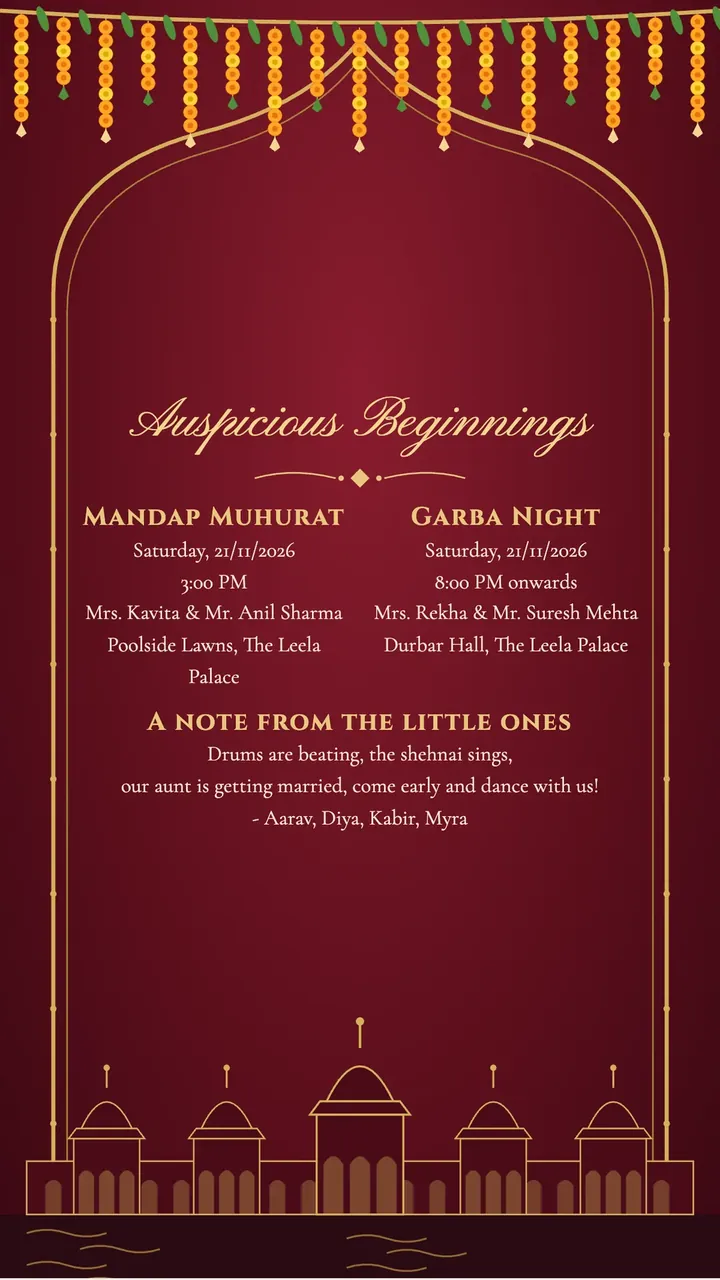 Auspicious Beginnings
MANDAP MUHURAT
Saturday, 21/11/2026
3:00 PM
Mrs. Kavita & Mr. Anil Sharma
Poolside Lawns, The Leela
Palace
GARBA NIGHT
Saturday, 21/11/2026
8:00 PM onwards
Mrs. Rekha & Mr. Suresh Mehta
Durbar Hall, The Leela Palace
A NOTE FROM THE LITTLE ONES
Drums are beating, the shehnai sings,
our aunt is getting married, come early and dance with us!
- Aarav, Diya, Kabir, Myra